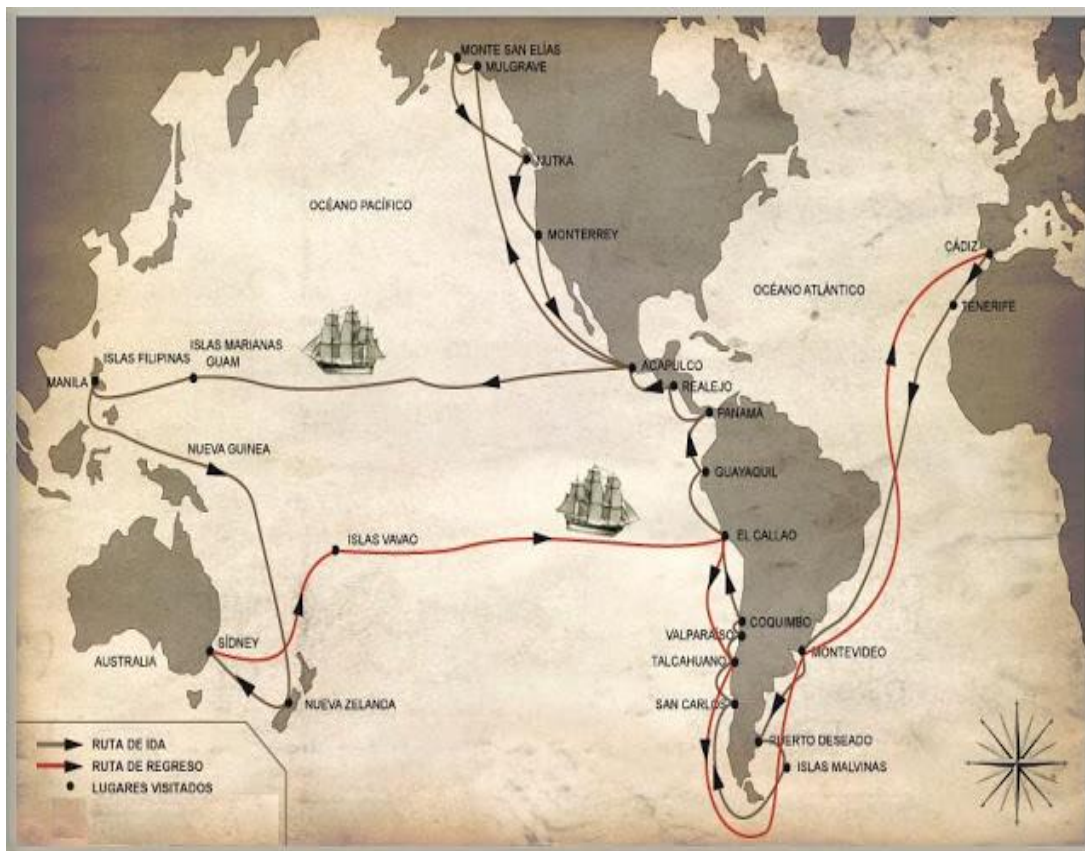 MONTE SAN ELÍAS
MULGRAVE
NUTKA
OCÉANO PACÍFICO
MONTERREY
CÁDIZ
OCÉANO ATLÁNTICO
TENERIFE
ISLAS MARIANAS
GUAM
ISLAS FILIPINAS
MANILA
ACAPULCO
REALEJO
PANAMÁ
NUEVA GUINEA
GUAYAQUIL
EL CALLAO
ISLAS VAVAO
COQUIMBO
VALPARAÍSO
SÍDNEY
MONTEVIDEO
AUSTRALIA
TALCAHUANO
NUEVA ZELANDA
SAN CARLOS
PUERTO DESEADO
ISLAS MALVINAS
RUTA DE IDA
RUTA DE REGRESO
LUGARES VISITADOS